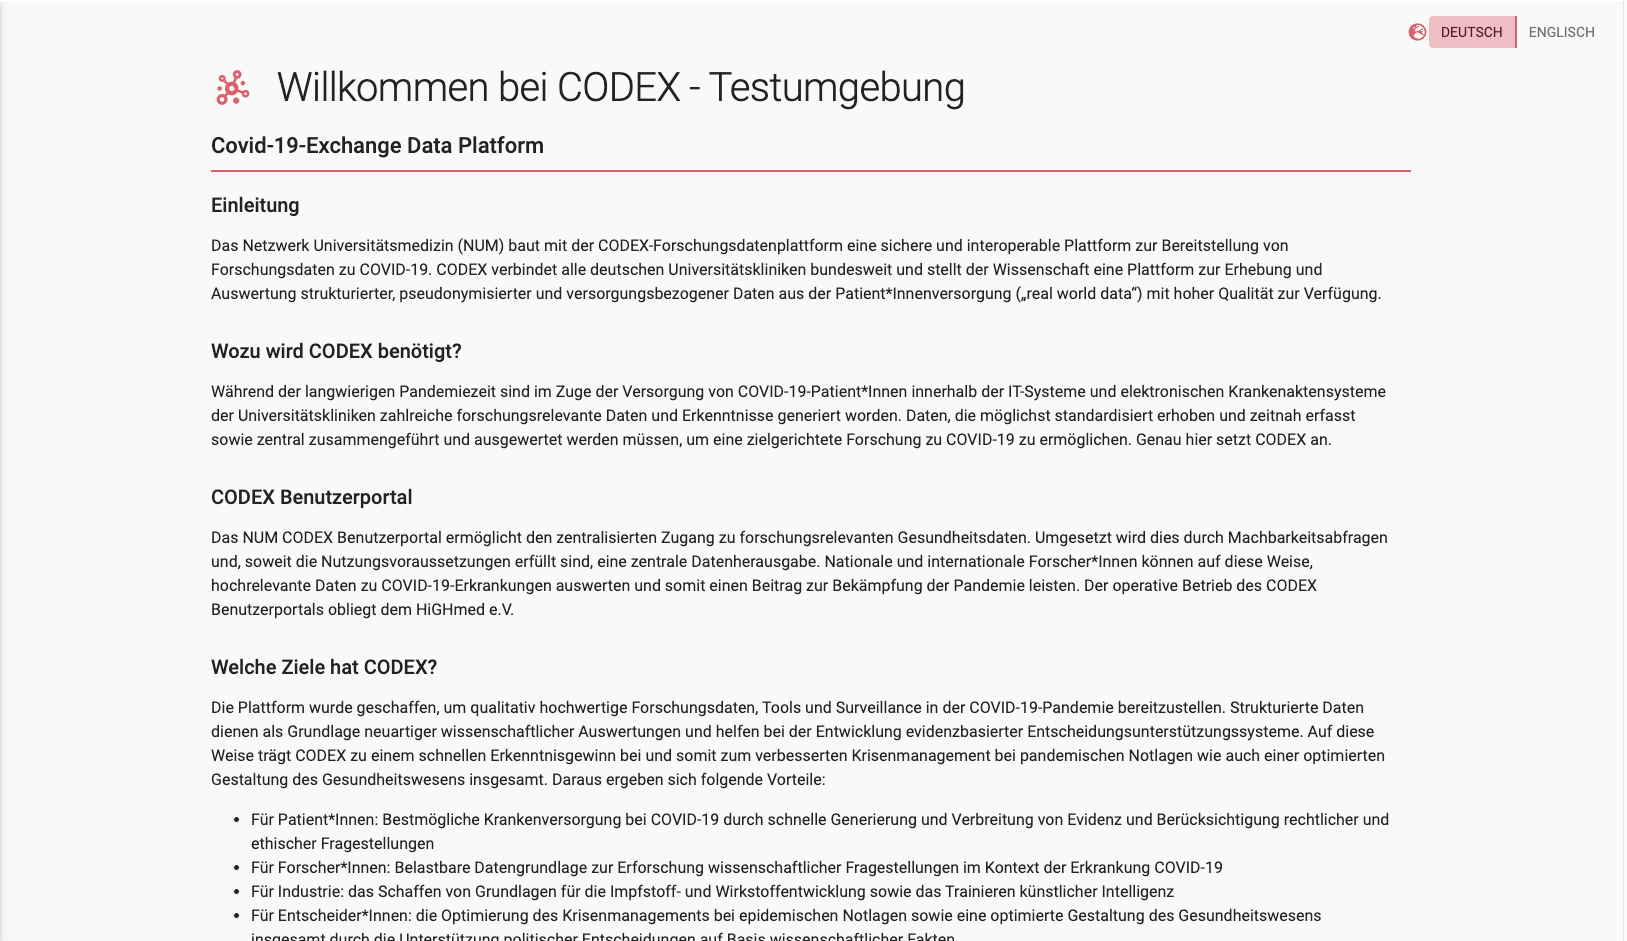 DEUTSCH ENGLISCH
Willkommen bei CODEX - Testumgebung
Covid-19-Exchange Data Platform
Einleitung
Das Netzwerk Universitätsmedizin (NUM) baut mit der CODEX-Forschungsdatenplattform eine sichere und interoperable Plattform zur Bereitstellung von
Forschungsdaten zu COVID-19. CODEX verbindet alle deutschen Universitätskliniken bundesweit und stellt der Wissenschaft eine Plattform zur Erhebung und
Auswertung strukturierter, pseudonymisierter und versorgungsbezogener Daten aus der Patient*Innenversorgung („real world data“) mit hoher Qualität zur Verfügung.
Wozu wird CODEX benötigt?
Während der langwierigen Pandemiezeit sind im Zuge der Versorgung von COVID-19-Patient*Innen innerhalb der IT-Systeme und elektronischen Krankenaktensysteme
der Universitätskliniken zahlreiche forschungsrelevante Daten und Erkenntnisse generiert worden. Daten, die möglichst standardisiert erhoben und zeitnah erfasst
sowie zentral zusammengeführt und ausgewertet werden müssen, um eine zielgerichtete Forschung zu COVID-19 zu ermöglichen. Genau hier setzt CODEX an.
CODEX Benutzerportal
Das NUM CODEX Benutzerportal ermöglicht den zentralisierten Zugang zu forschungsrelevanten Gesundheitsdaten. Umgesetzt wird dies durch Machbarkeitsabfragen
und, soweit die Nutzungsvoraussetzungen erfüllt sind, eine zentrale Datenherausgabe. Nationale und internationale Forscher*Innen können auf diese Weise,
hochrelevante Daten zu COVID-19-Erkrankungen auswerten und somit einen Beitrag zur Bekämpfung der Pandemie leisten. Der operative Betrieb des CODEX
Benutzerportals obliegt dem HiGHmed e.V.
Welche Ziele hat CODEX?
Die Plattform wurde geschaffen, um qualitativ hochwertige Forschungsdaten, Tools und Surveillance in der COVID-19-Pandemie bereitzustellen. Strukturierte Daten
dienen als Grundlage neuartiger wissenschaftlicher Auswertungen und helfen bei der Entwicklung evidenzbasierter Entscheidungsunterstützungssysteme. Auf diese
Weise trägt CODEX zu einem schnellen Erkenntnisgewinn bei und somit zum verbesserten Krisenmanagement bei pandemischen Notlagen wie auch einer optimierten
Gestaltung des Gesundheitswesens insgesamt. Daraus ergeben sich folgende Vorteile:
• Für Patient*Innen: Bestmögliche Krankenversorgung bei COVID-19 durch schnelle Generierung und Verbreitung von Evidenz und Berücksichtigung rechtlicher und
ethischer Fragestellungen
• Für Forscher*Innen: Belastbare Datengrundlage zur Erforschung wissenschaftlicher Fragestellungen im Kontext der Erkrankung COVID-19
• Für Industrie: das Schaffen von Grundlagen für die Impfstoff- und Wirkstoffentwicklung sowie das Trainieren künstlicher Intelligenz
• Für Entscheider*Innen: die Optimierung des Krisenmanagements bei epidemischen Notlagen sowie eine optimierte Gestaltung des Gesundheitswesens
insgesamt durch die Unterstützung politischer Entscheidungen auf Basis wissenschaftlicher Fakten